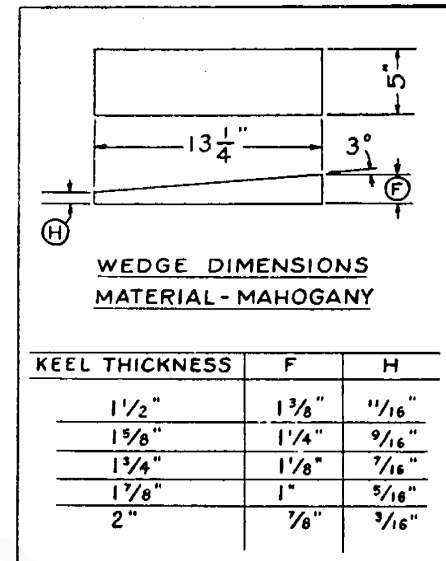 5"
13 1/4"
3°
F
H
WEDGE DIMENSIONS
MATERIAL - MAHOGANY
KEEL THICKNESS F H
1 1/2" 1 3/8" 11/16"
1 5/8" 1 1/4" 9/16"
1 3/4" 1 1/8" 7/16"
1 7/8" 1" 5/16"
2" 7/8" 3/16"